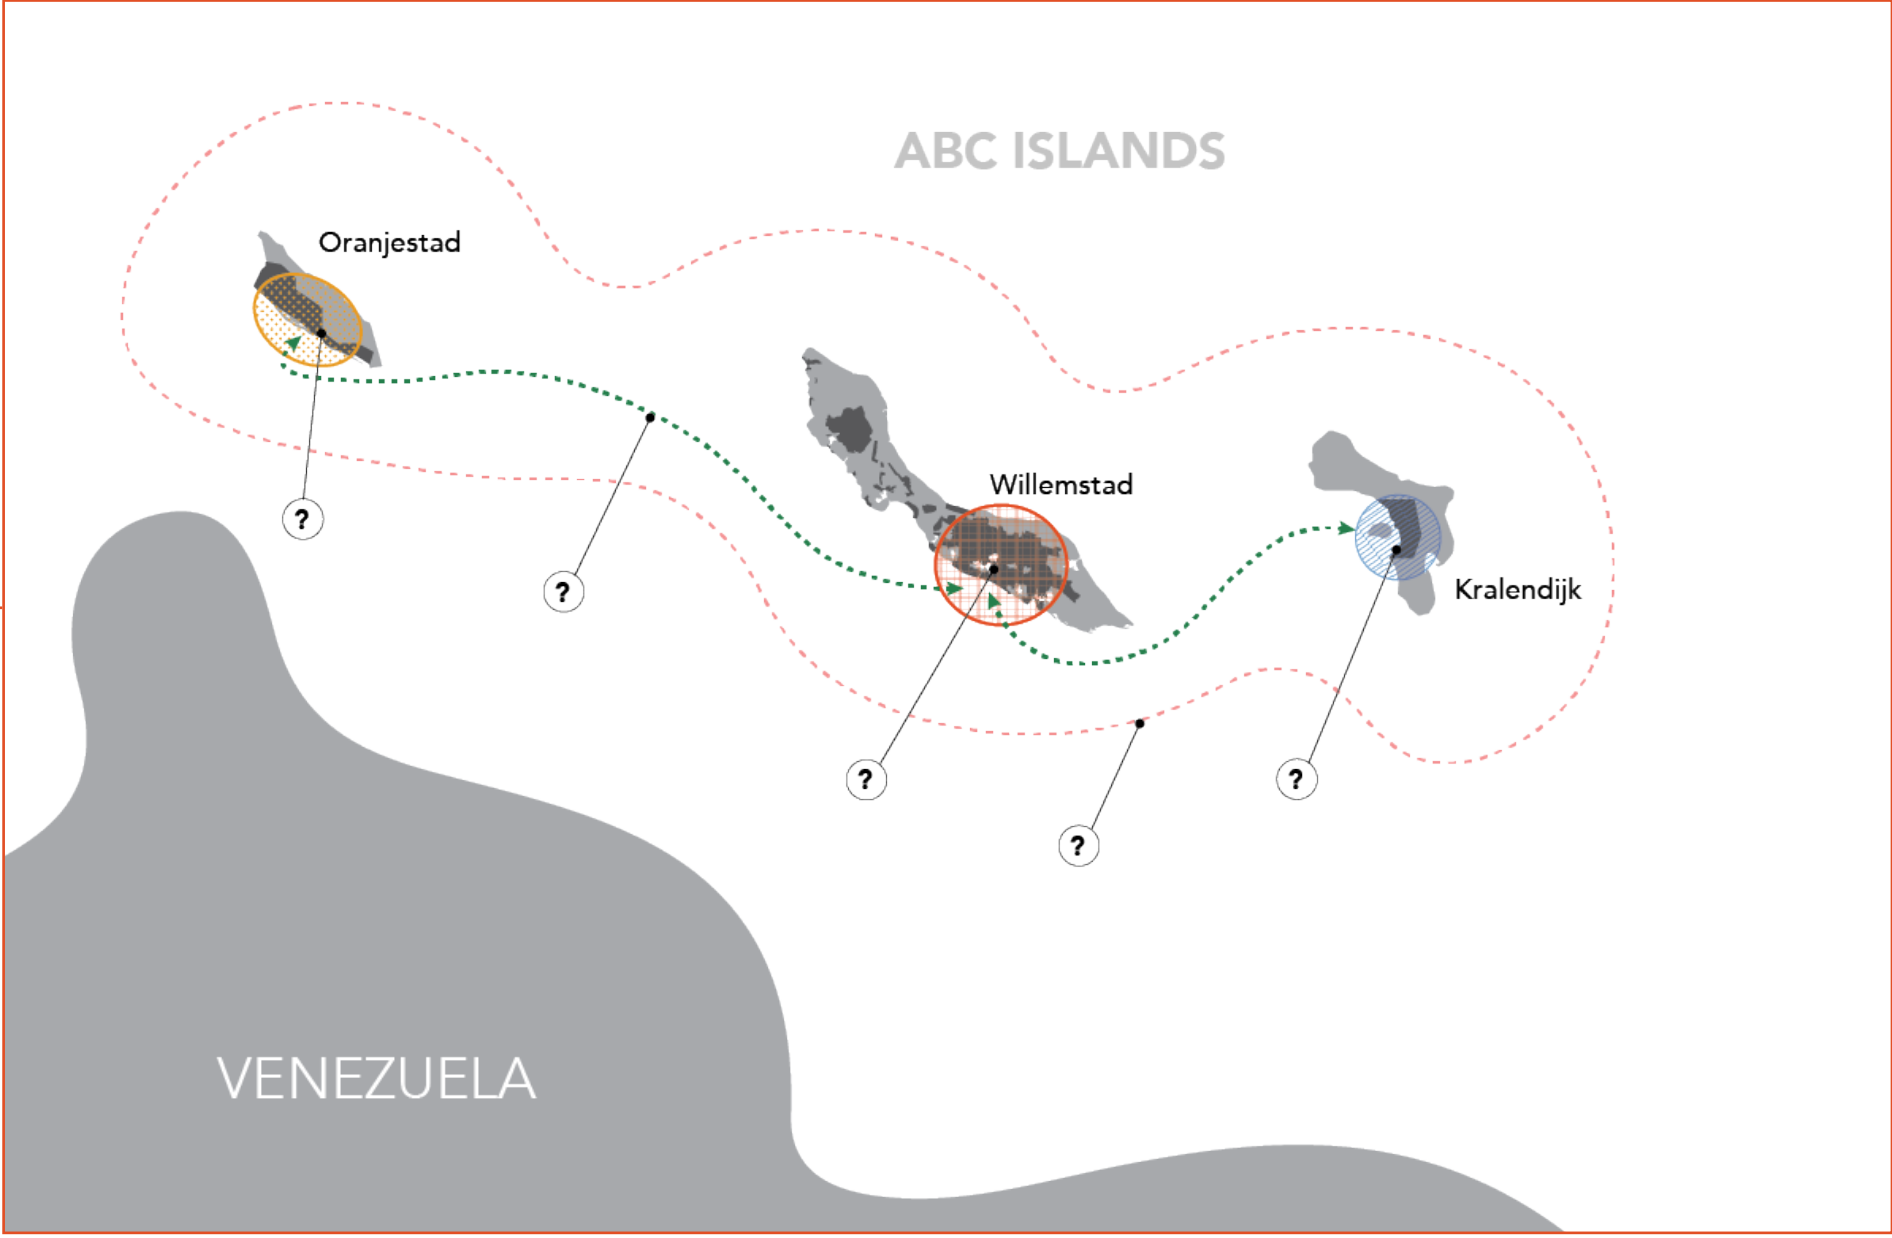 ABC ISLANDS
Oranjestad
Willemstad
Kralendijk
?
?
?
?
?
VENEZUELA